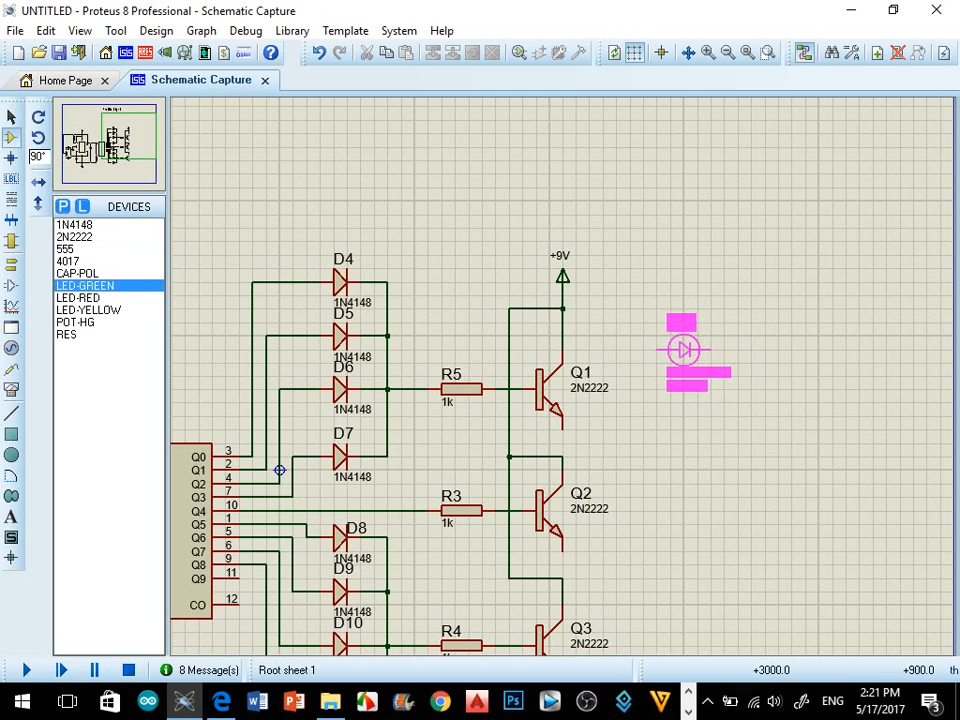 UNTITLED - Proteus 8 Professional - Schematic Capture
File Edit View Tool Design Graph Debug Library Template System Help
Home Page
Schematic Capture
90°
P L DEVICES
1N4148
2N2222
555
4017
CAP-POL
LED-GREEN
LED-RED
LED-YELLOW
POT-HG
RES
LBL
A
S
+9V
D4
1N4148
D5
1N4148
D6
1N4148
D7
1N4148
D8
1N4148
D9
1N4148
D10
R5
1k
R3
1k
R4
Q1
2N2222
Q2
2N2222
Q3
2N2222
Q0 3
Q1 2
Q2 4
Q3 7
Q4 10
Q5 1
Q6 5
Q7 6
Q8 9
Q9 11
CO 12
8 Message(s)
Root sheet 1
+3000.0
+900.0
th
ENG
2:21 PM
5/17/2017
3